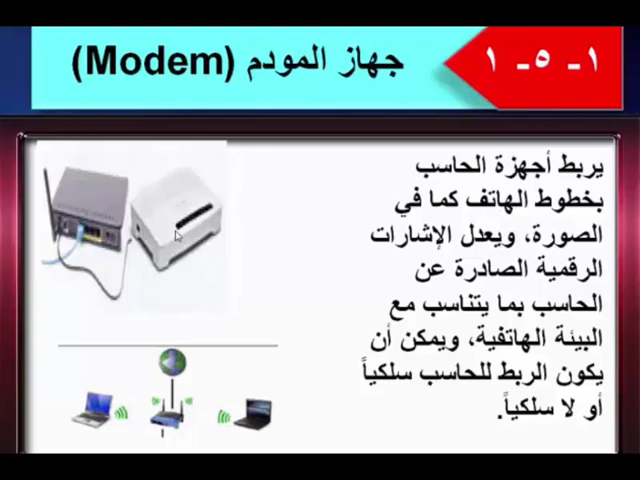 ١ ـ ٥ ـ ١
جهاز المودم (Modem)
يربط أجهزة الحاسب
بخطوط الهاتف كما في
الصورة، ويعدل الإشارات
الرقمية الصادرة عن
الحاسب بما يتناسب مع
البيئة الهاتفية، ويمكن أن
يكون الربط للحاسب سلكياً
أو لا سلكياً.